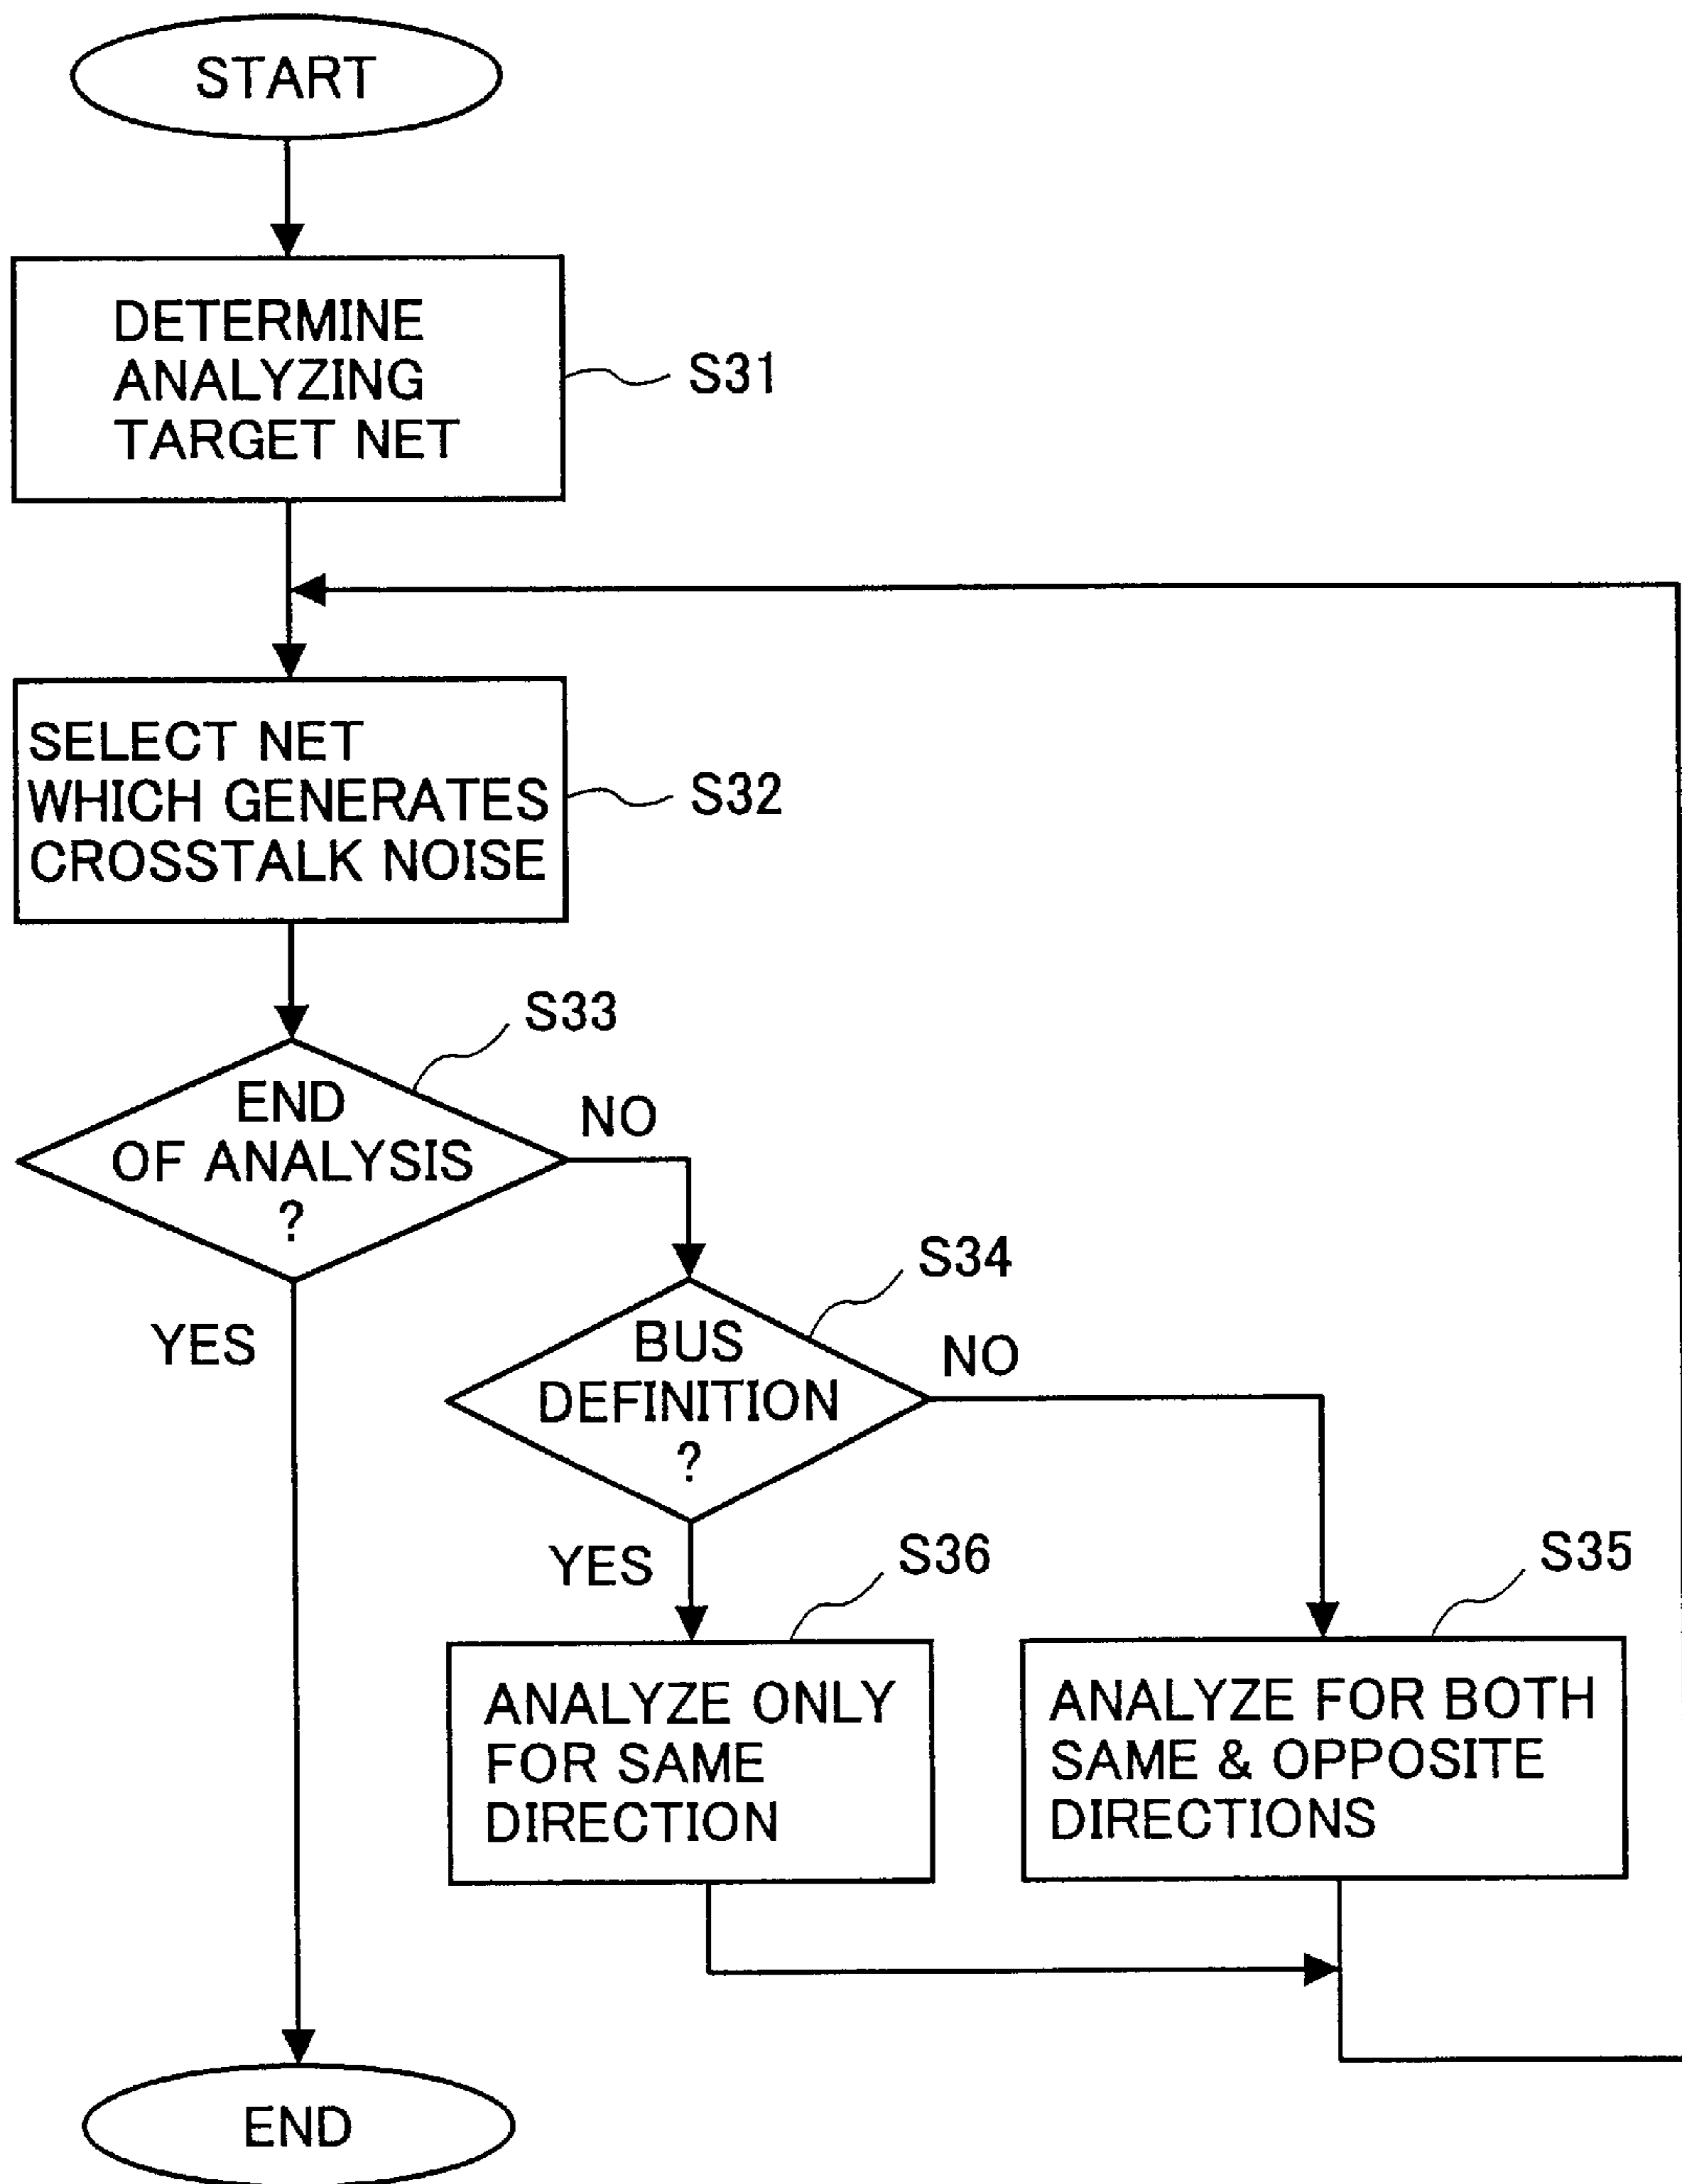 START
DETERMINE
ANALYZING
TARGET NET
S31
SELECT NET
WHICH GENERATES
CROSSTALK NOISE
S32
S33
END
OF ANALYSIS
?
NO
YES
S34
BUS
DEFINITION
?
NO
YES
S36
S35
ANALYZE ONLY
FOR SAME
DIRECTION
ANALYZE FOR BOTH
SAME & OPPOSITE
DIRECTIONS
END